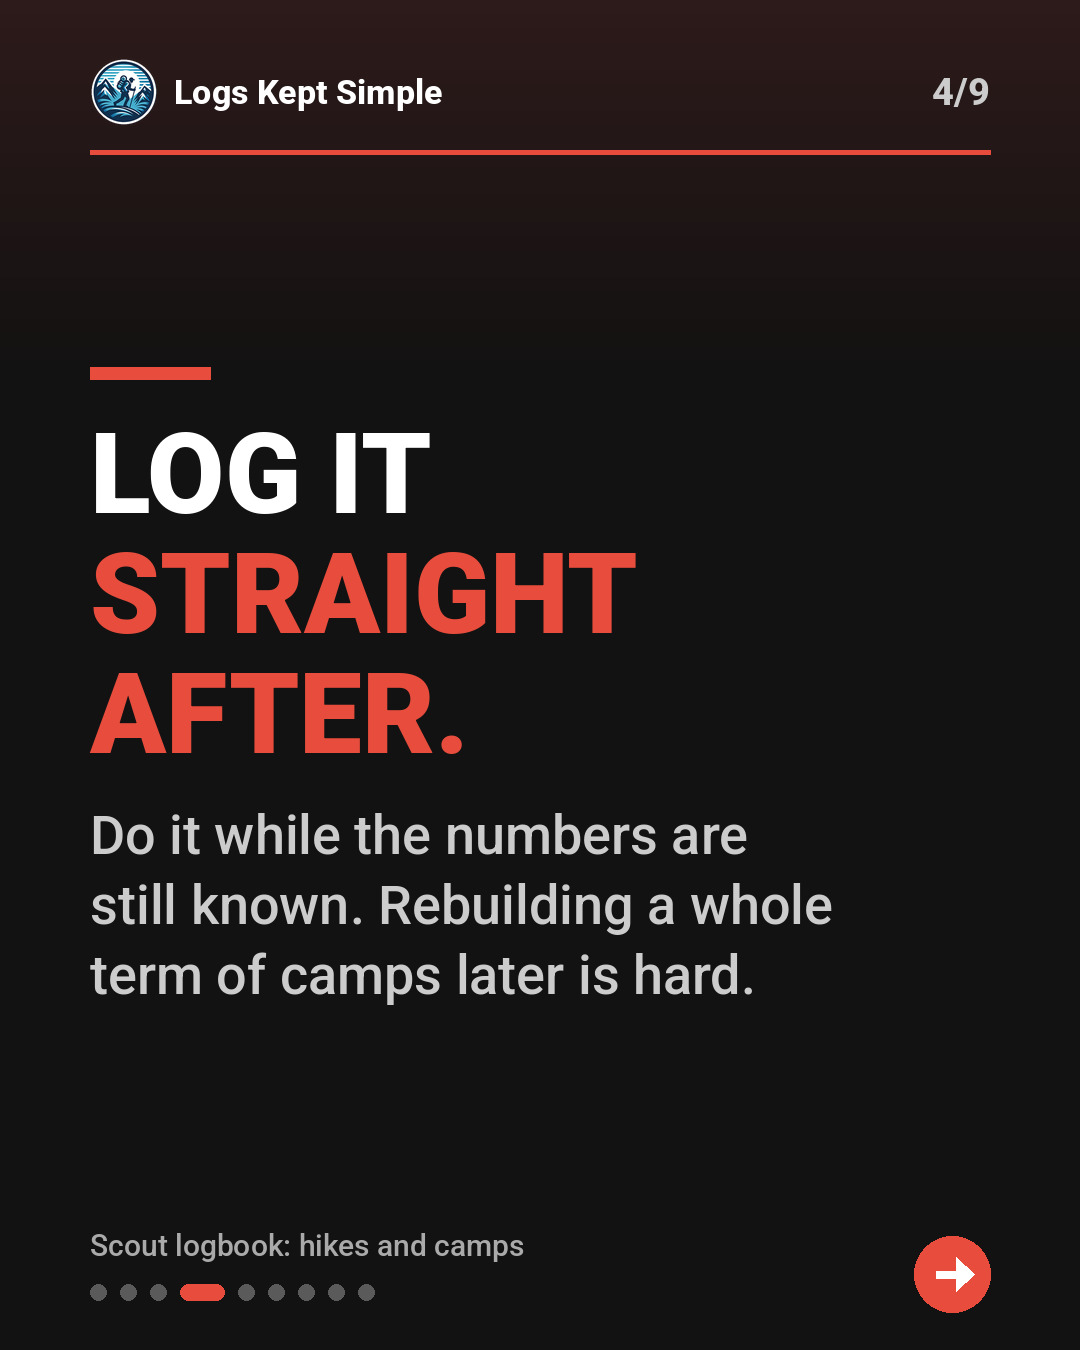 Logs Kept Simple
4/9
LOG IT
STRAIGHT
AFTER.
Do it while the numbers are
still known. Rebuilding a whole
term of camps later is hard.
Scout logbook: hikes and camps